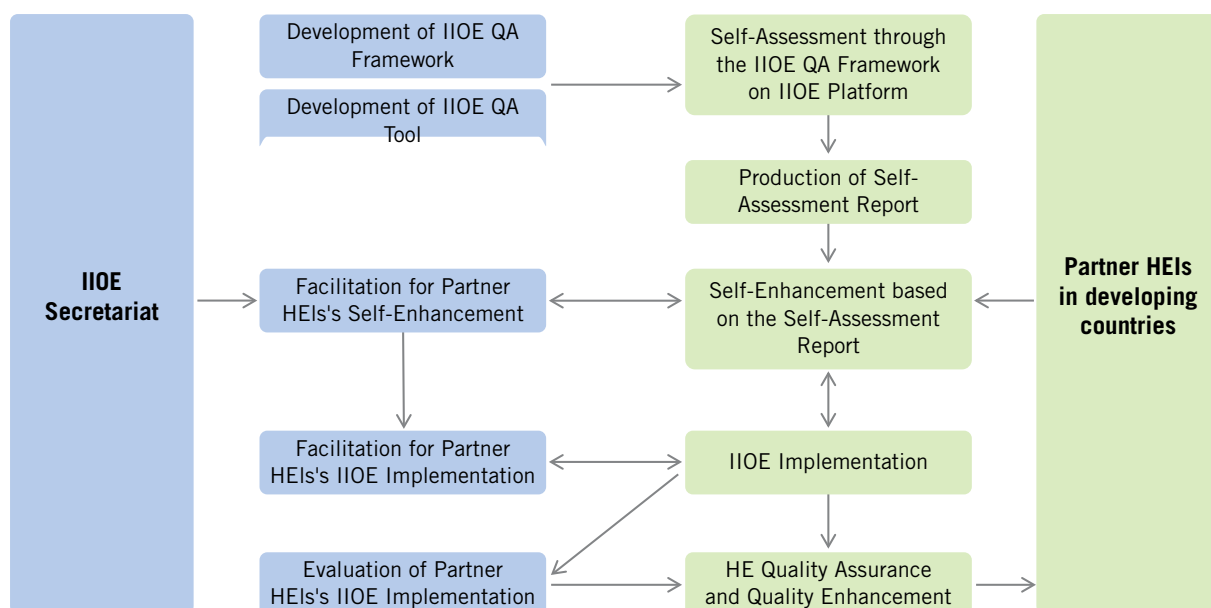 Development of IIOE QA
Framework
Self-Assessment through
the IIOE QA Framework
on IIOE Platform
Development of IIOE QA
Tool
Production of Self-
Assessment Report
IIOE
Secretariat
Facilitation for Partner
HEIs's Self-Enhancement
Self-Enhancement based
on the Self-Assessment
Report
Partner HEIs
in developing
countries
Facilitation for Partner
HEIs's IIOE Implementation
IIOE Implementation
Evaluation of Partner
HEIs's IIOE Implementation
HE Quality Assurance
and Quality Enhancement